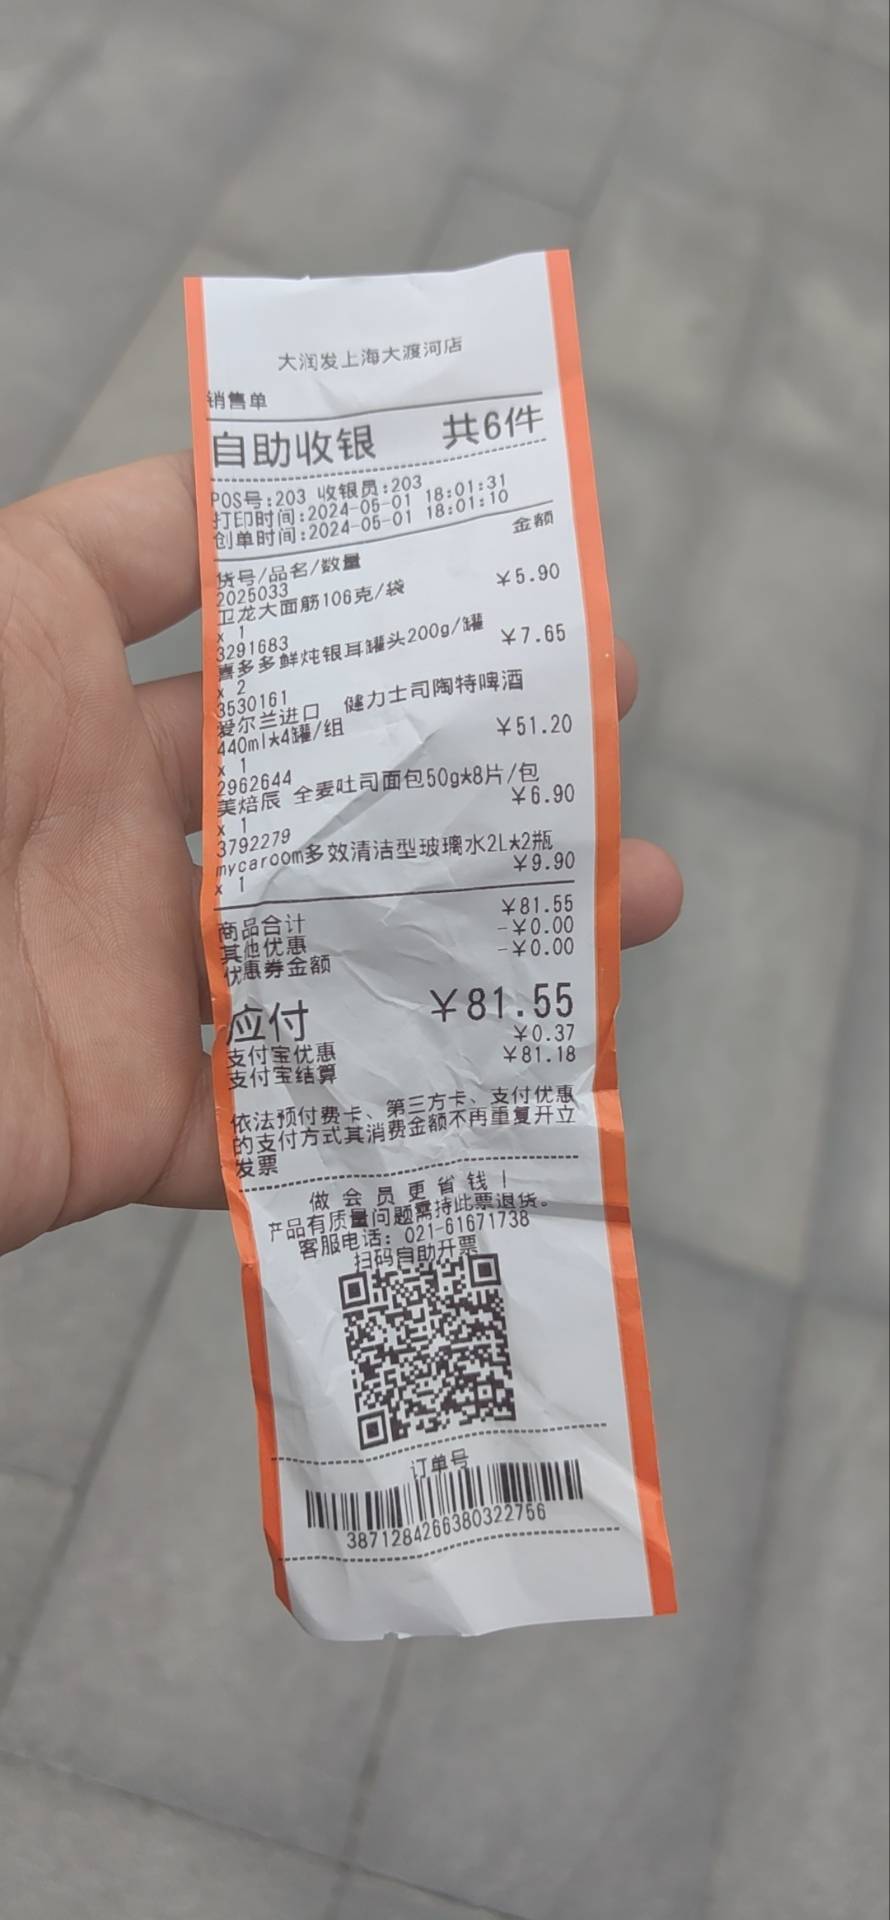 大润发上海大渡河店
销售单
自助收银 共6件
POS号:203 收银员:203
打印时间:2024-05-01 18:01:31
创单时间:2024-05-01 18:01:10
货号/品名/数量 金额
2025033
卫龙大面筋106克/袋 ¥5.90
x 1
3291683
喜多多鲜炖银耳罐头200g/罐 ¥7.65
x 2
3530161
爱尔兰进口 健力士司陶特啤酒
440ml*4罐/组 ¥51.20
x 1
2962644
美焙辰 全麦吐司面包50g*8片/包
¥6.90
x 1
3792279
mycaroom多效清洁型玻璃水2L*2瓶
¥9.90
x 1
商品合计 ¥81.55
其他优惠 -¥0.00
优惠券金额 -¥0.00
应付 ¥81.55
支付宝优惠 ¥0.37
支付宝结算 ¥81.18
依法预付费卡、第三方卡、支付优惠
的支付方式其消费金额不再重复开立
发票
做会员更省钱!
产品有质量问题需持此票退货。
客服电话: 021-61671738
扫码自助开票
订单号
3871284266380322756